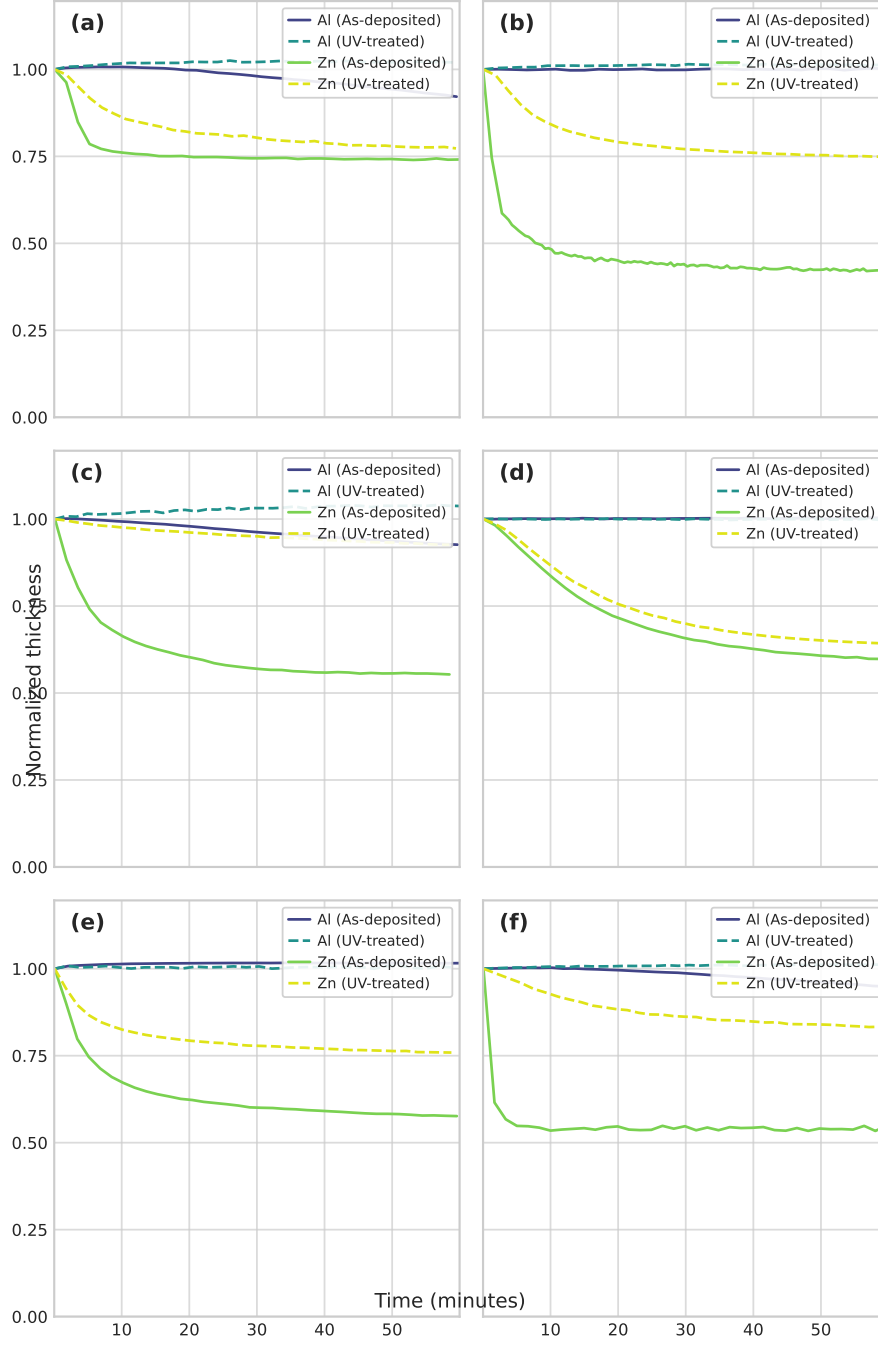 (a)
Al (As-deposited)
Al (UV-treated)
Zn (As-deposited)
Zn (UV-treated)
1.00
0.75
0.50
0.25
0.00
(b)
Al (As-deposited)
Al (UV-treated)
Zn (As-deposited)
Zn (UV-treated)
(c)
Al (As-deposited)
Al (UV-treated)
Zn (As-deposited)
Zn (UV-treated)
1.00
0.75
0.50
0.25
0.00
Normalized thickness
(d)
Al (As-deposited)
Al (UV-treated)
Zn (As-deposited)
Zn (UV-treated)
(e)
Al (As-deposited)
Al (UV-treated)
Zn (As-deposited)
Zn (UV-treated)
1.00
0.75
0.50
0.25
0.00
10 20 30 40 50
(f)
Al (As-deposited)
Al (UV-treated)
Zn (As-deposited)
Zn (UV-treated)
10 20 30 40 50
Time (minutes)